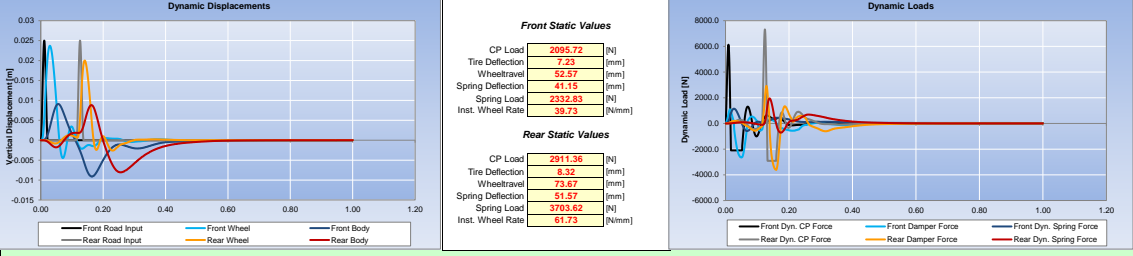 Dynamic Displacements
Vertical Displacement [m]
0.03
0.025
0.02
0.015
0.01
0.005
0
-0.005
-0.01
-0.015
0.00 0.20 0.40 0.60 0.80 1.00 1.20
Front Road Input Front Wheel Front Body
Rear Road Input Rear Wheel Rear Body
Front Static Values
CP Load 2095.72 [N]
Tire Deflection 7.23 [mm]
Wheeltravel 52.57 [mm]
Spring Deflection 41.15 [mm]
Spring Load 2332.83 [N]
Inst. Wheel Rate 39.73 [N/mm]
Rear Static Values
CP Load 2911.36 [N]
Tire Deflection 8.32 [mm]
Wheeltravel 73.67 [mm]
Spring Deflection 51.57 [mm]
Spring Load 3703.62 [N]
Inst. Wheel Rate 61.73 [N/mm]
Dynamic Loads
Dynamic Load [N]
8000.0
6000.0
4000.0
2000.0
0.0
-2000.0
-4000.0
-6000.0
0.00 0.20 0.40 0.60 0.80 1.00 1.20
Front Dyn. CP Force Front Damper Force Front Dyn. Spring Force
Rear Dyn. CP Force Rear Damper Force Rear Dyn. Spring Force